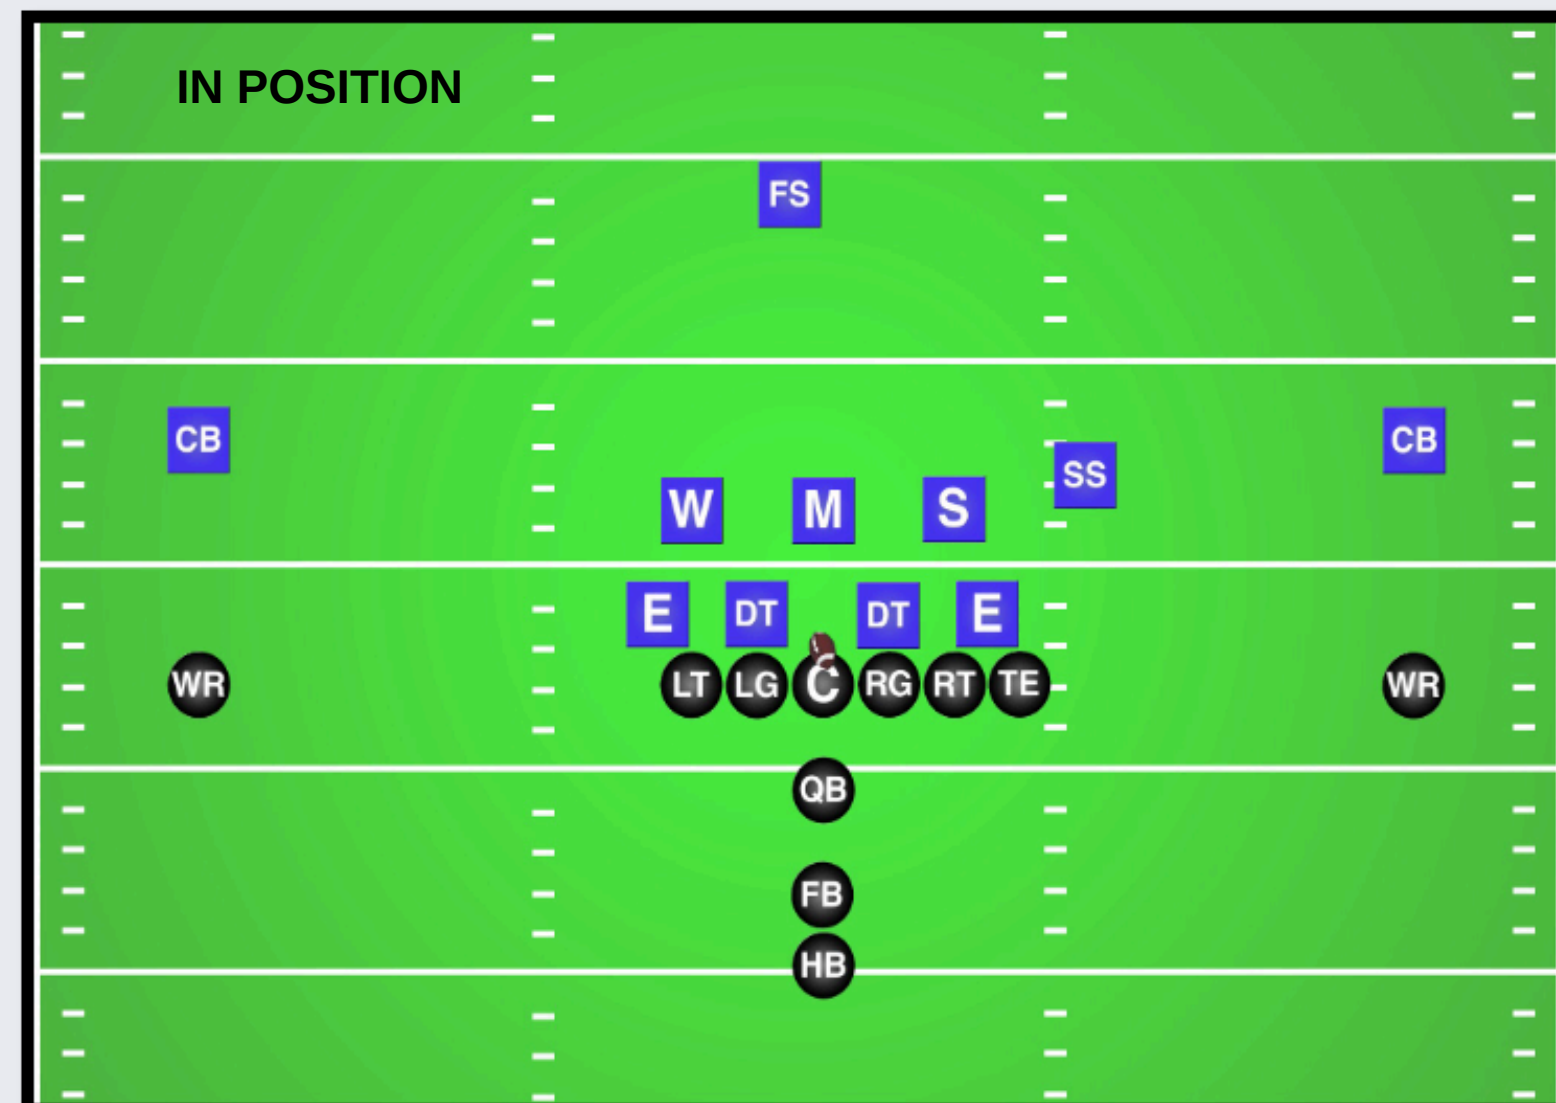 IN POSITION
FS
CB CB
SS
W M S
E DT DT E
WR LT LG C RG RT TE WR
QB
FB
HB